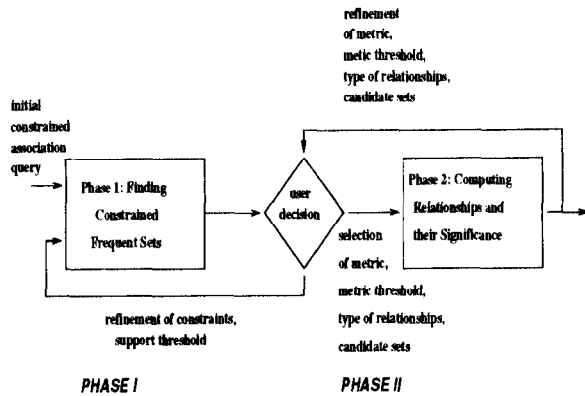 refinement
of metric,
metic threshold,
type of relationships,
candidate sets
initial
constrained
association
query
Phase 1: Finding
Constrained
Frequent Sets
user
decision
Phase 2: Computing
Relationships and
their Significance
selection
of metric,
metric threshold,
type of relationships,
candidate sets
refinement of constraints,
support threshold
PHASE I
PHASE II